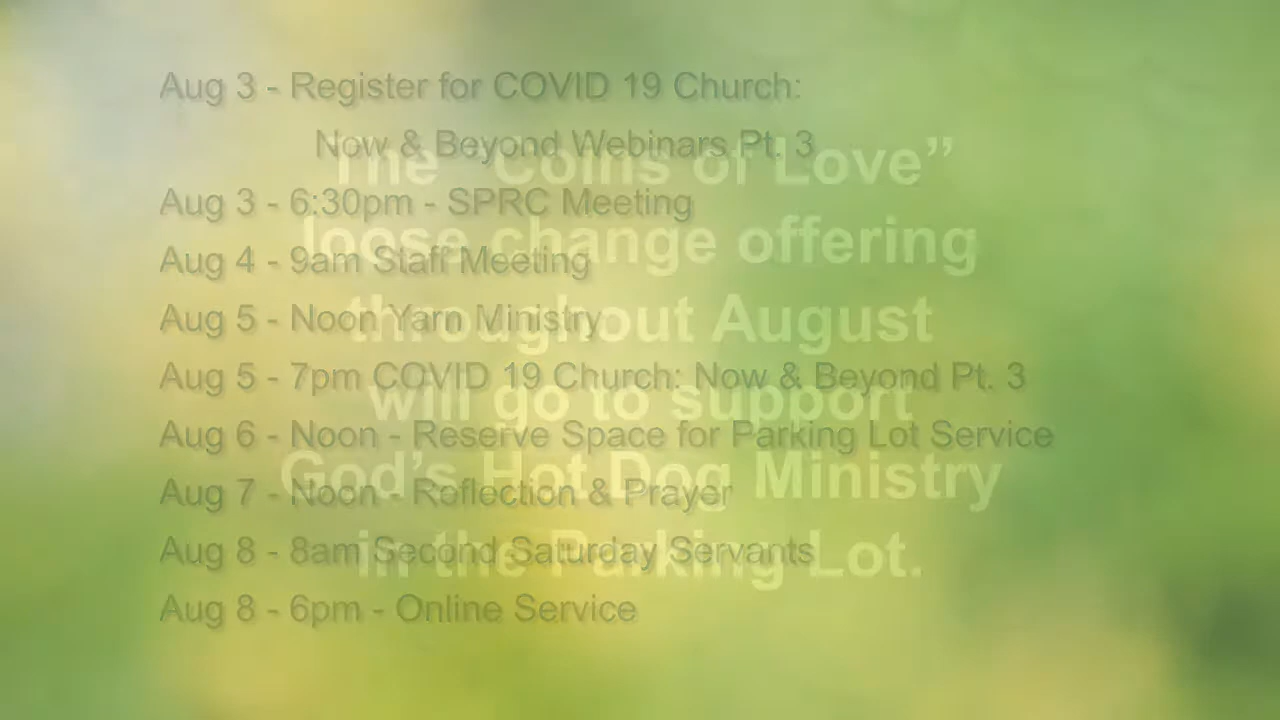 Aug 3 - Register for COVID 19 Church:
Now & Beyond Webinars Pt. 3
Aug 3 - 6:30pm - SPRC Meeting
Aug 4 - 9am Staff Meeting
Aug 5 - Noon Yarn Ministry
Aug 5 - 7pm COVID 19 Church: Now & Beyond Pt. 3
Aug 6 - Noon - Reserve Space for Parking Lot Service
Aug 7 - Noon - Reflection & Prayer
Aug 8 - 8am Second Saturday Servants
Aug 8 - 6pm - Online Service
The “Coins of Love”
loose change offering
throughout August
will go to support
God’s Hot Dog Ministry
in the Parking Lot.